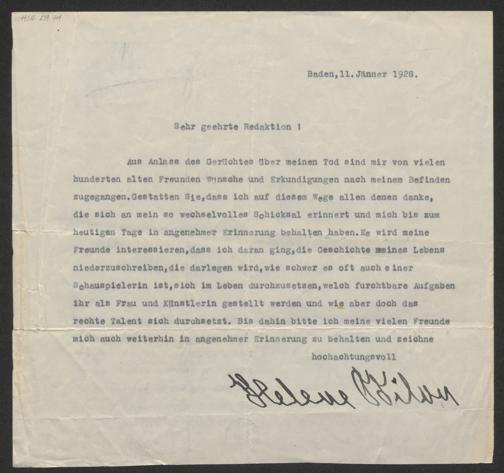 Baden,11.Jänner 1928.
Sehr geehrte Redaktion !
Aus Anlass des Gerüchtes über meinen Tod sind mir von vielen
hunderten alten Freunden Wünsche und Erkundigungen nach meinem Befinden
zugegangen.Gestatten Sie,dass ich auf diesem Wege allen denen danke,
die sich an mein so wechselvolles Schicksal erinnert und mich bis zum
heutigen Tage in angenehmer Erinnerung behalten haben.Es wird meine
Freunde interessieren,dass ich daran ging,die Geschichte meines Lebens
niederzuschreiben,die darlegen wird,wie schwer es oft auch einer
Schauspielerin ist,sich im Leben durchzusetzen,welch furchtbare Aufgaben
ihr als Frau und Künstlerin gestellt werden und wie aber doch das
rechte Talent sich durchsetzt. Bis dahin bitte ich meine vielen Freunde
mich auch weiterhin in angenehmer Erinnerung zu behalten und zeichne
hochachtungsvoll
Helene